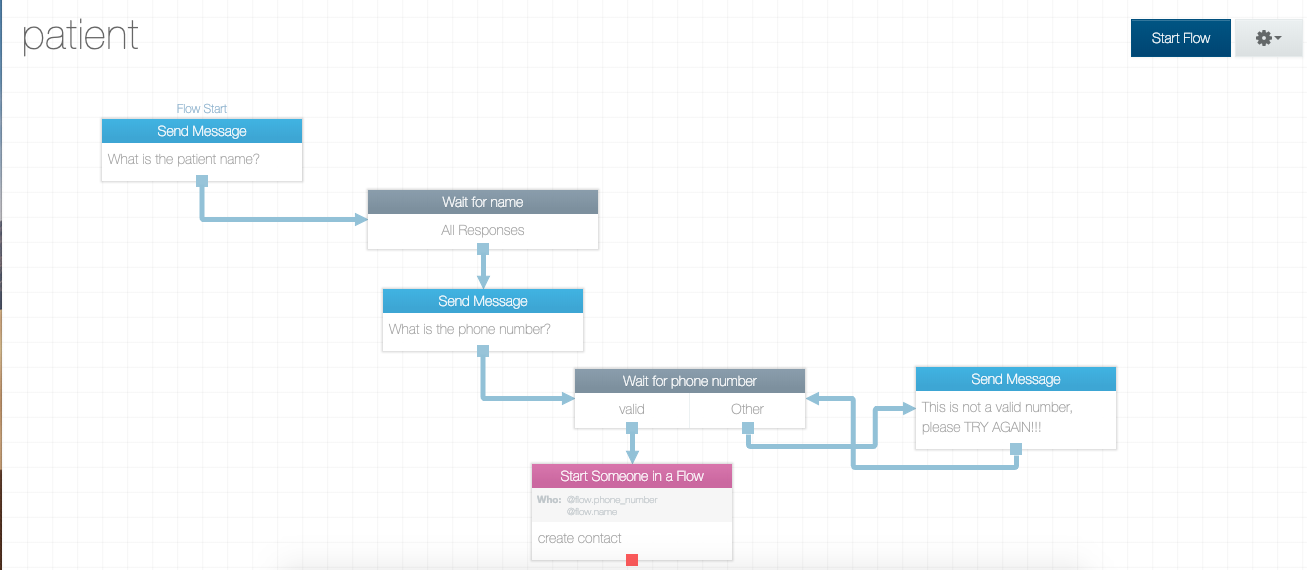 patient
Start Flow
Flow Start
Send Message
What is the patient name?
Wait for name
All Responses
Send Message
What is the phone number?
Wait for phone number
valid
Other
Send Message
This is not a valid number,
please TRY AGAIN!!!
Start Someone in a Flow
Who: @flow.phone_number
@flow.name
create contact